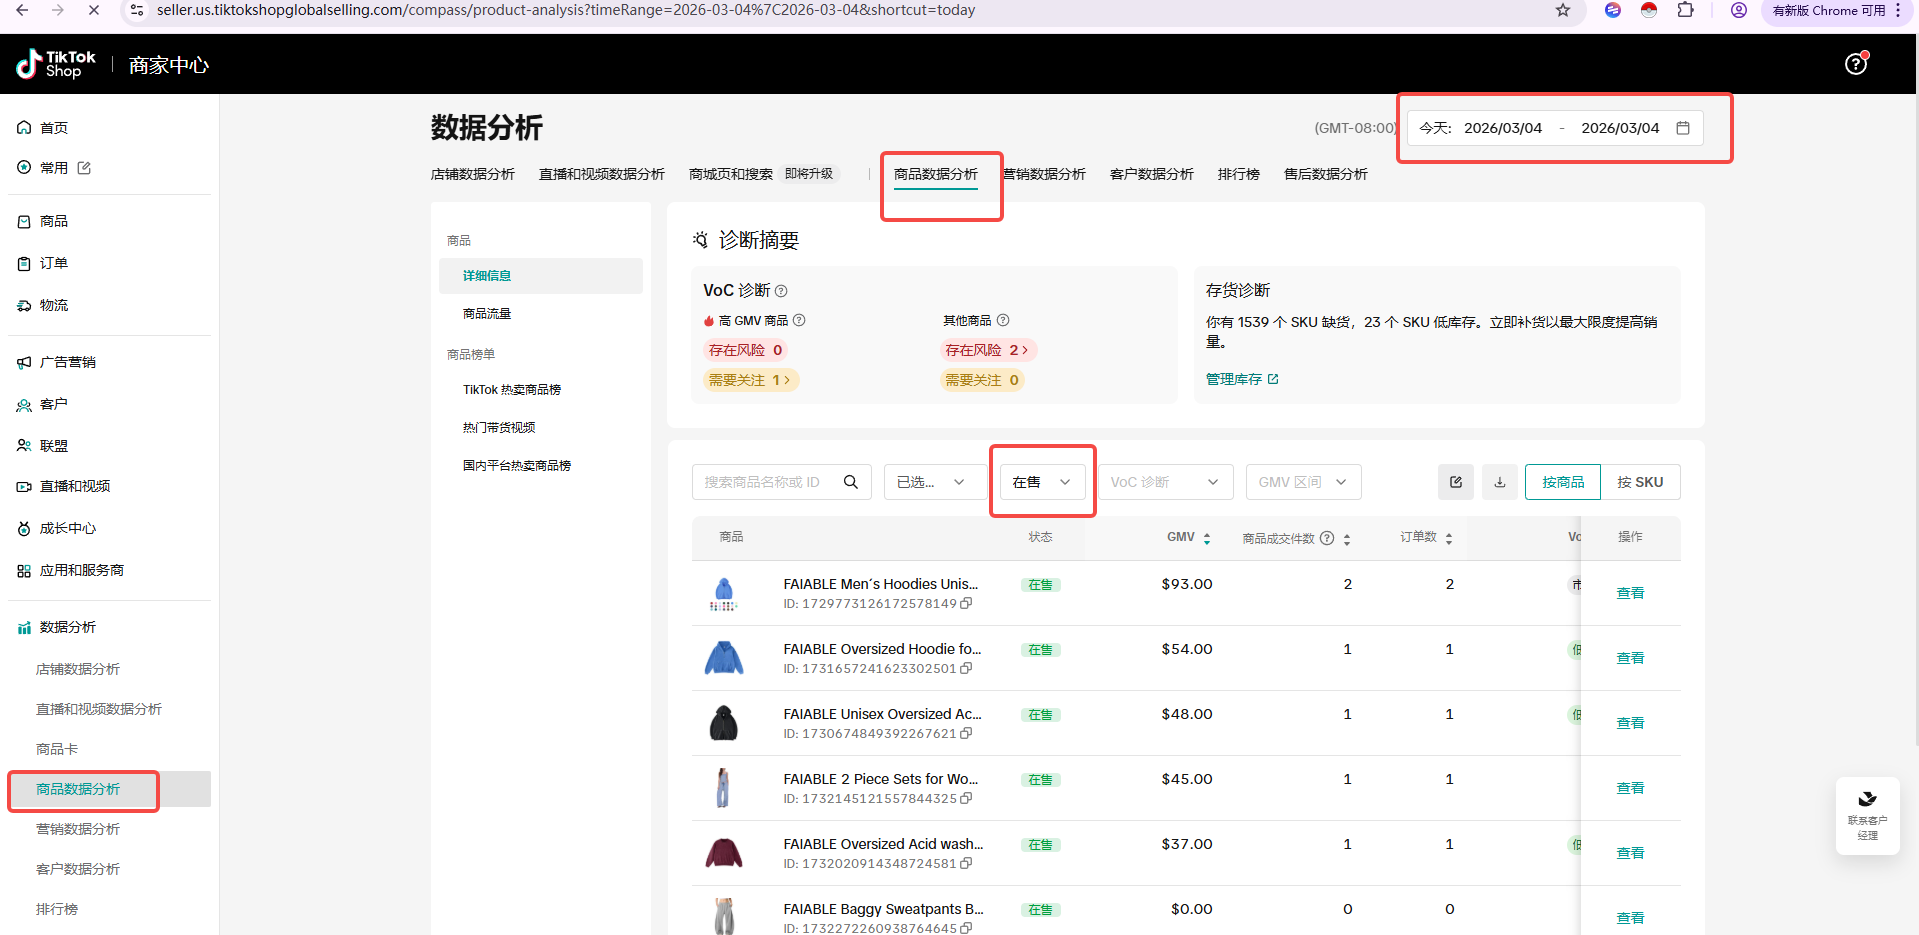 seller.us.tiktokshopglobalselling.com/compass/product-analysis?timeRange=2026-03-04%7C2026-03-04&shortcut=today
有新版 Chrome 可用
TikTok Shop
商家中心
首页
常用
商品
订单
物流
广告营销
客户
联盟
直播和视频
成长中心
应用和服务商
数据分析
店铺数据分析
直播和视频数据分析
商品卡
商品数据分析
营销数据分析
客户数据分析
排行榜
数据分析
(GMT-08:00)
今天: 2026/03/04 - 2026/03/04
店铺数据分析 直播和视频数据分析 商城页和搜索 即将升级 商品数据分析 营销数据分析 客户数据分析 排行榜 售后数据分析
商品
详细信息
商品流量
商品榜单
TikTok 热卖商品榜
热门带货视频
国内平台热卖商品榜
诊断摘要
VoC 诊断
高 GMV 商品
存在风险 0
需要关注 1
其他商品
存在风险 2
需要关注 0
存货诊断
你有 1539 个 SKU 缺货，23 个 SKU 低库存。立即补货以最大限度提高销
量。
管理库存
搜索商品名称或 ID 已选... 在售 VoC 诊断 GMV 区间 按商品 按 SKU
商品 状态 GMV 商品成交件数 订单数 Vo 操作
FAIABLE Men´s Hoodies Unis... 在售 $93.00 2 2 市 查看
ID: 1729773126172578149
FAIABLE Oversized Hoodie fo... 在售 $54.00 1 1 低 查看
ID: 1731657241623302501
FAIABLE Unisex Oversized Ac... 在售 $48.00 1 1 低 查看
ID: 1730674849392267621
FAIABLE 2 Piece Sets for Wo... 在售 $45.00 1 1 查看
ID: 1732145121557844325
FAIABLE Oversized Acid wash... 在售 $37.00 1 1 低 查看
ID: 1732020914348724581
FAIABLE Baggy Sweatpants B... 在售 $0.00 0 0 查看
ID: 1732272260938764645
联系客户
经理